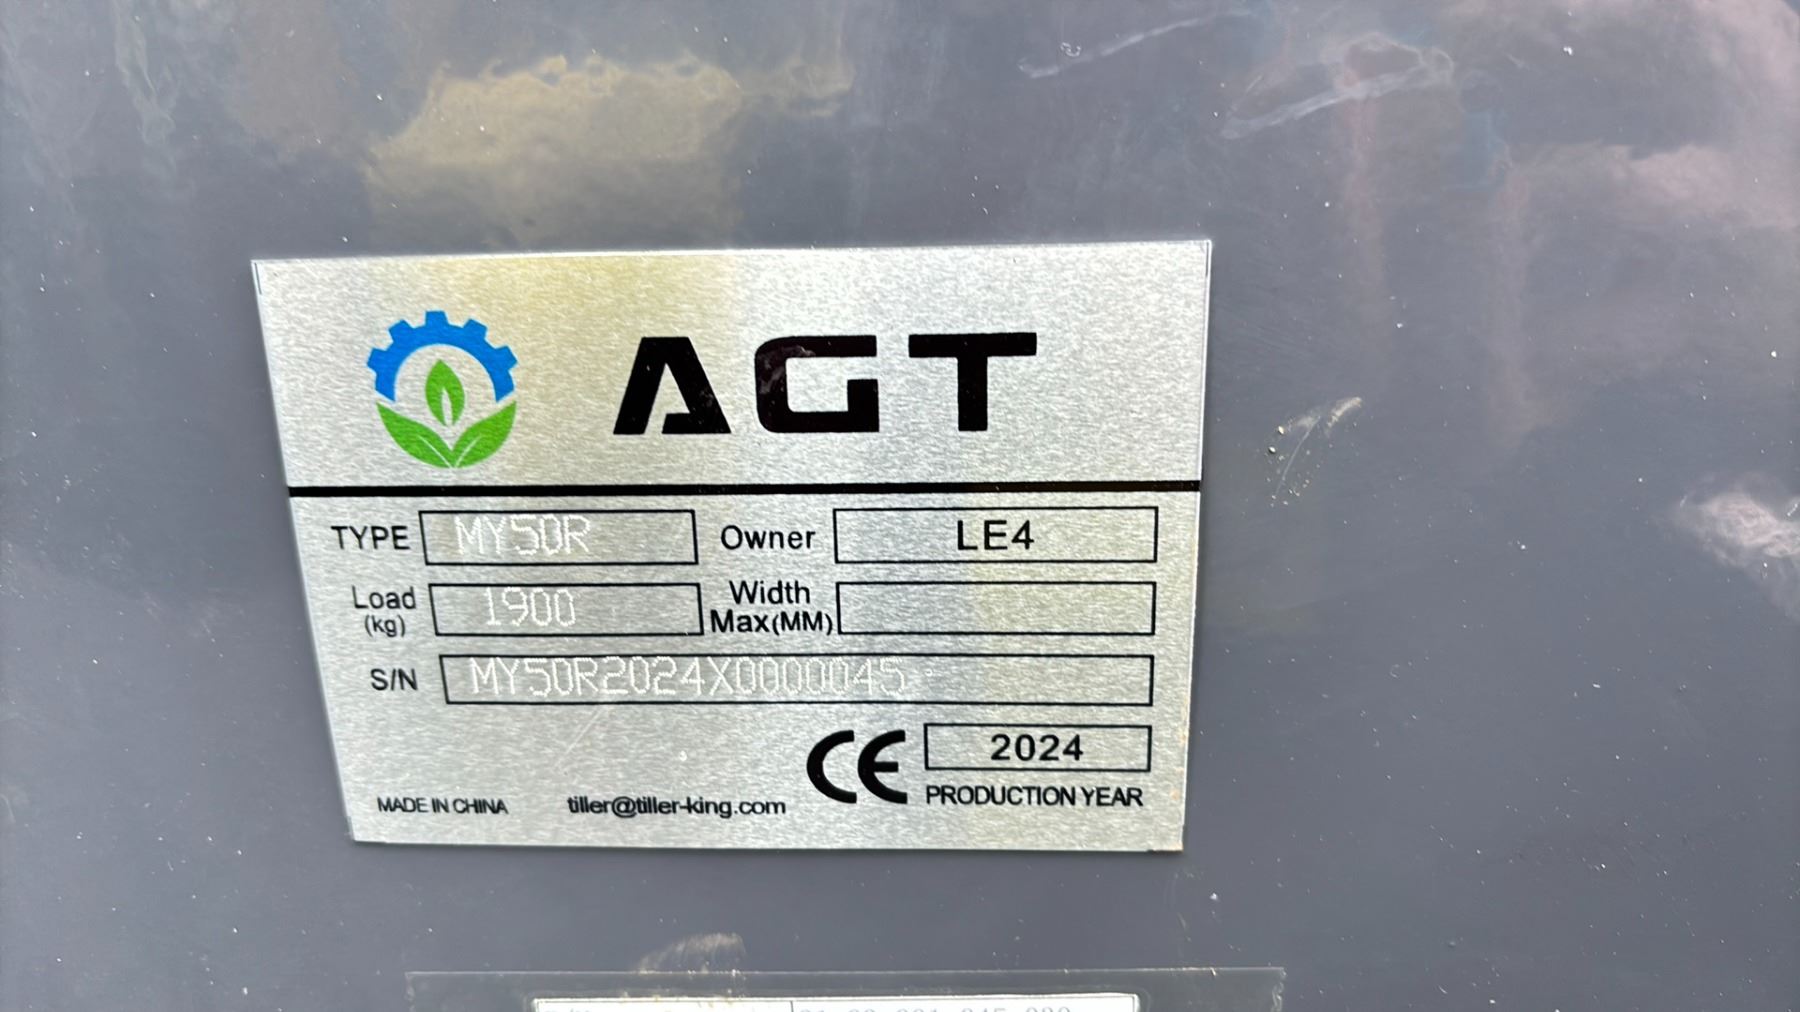 AGT
TYPE MY50R Owner LE4
Load (kg) 1900 Width Max(MM)
S/N MY50R2024X0000045
CE 2024
PRODUCTION YEAR
MADE IN CHINA tiller@tiller-king.com